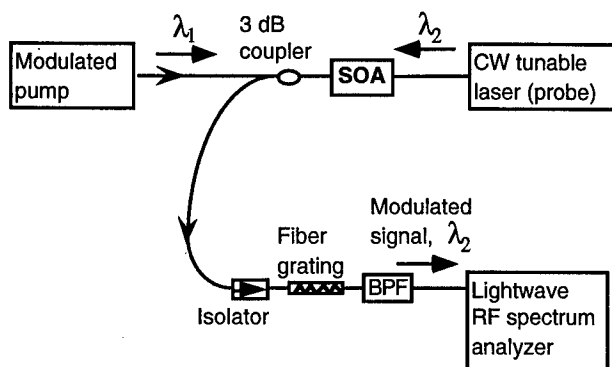 λ1
3 dB
coupler
λ2
Modulated
pump
SOA
CW tunable
laser (probe)
Modulated
signal, λ2
Fiber
grating
BPF
Isolator
Lightwave
RF spectrum
analyzer